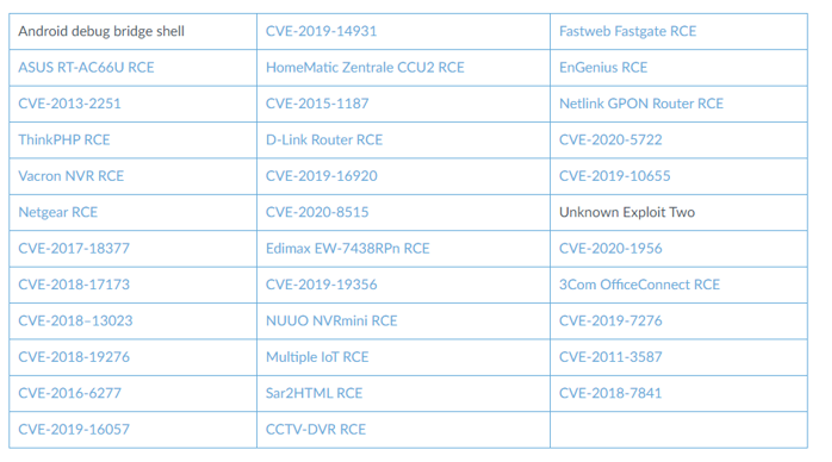 Android debug bridge shell CVE-2019-14931 Fastweb Fastgate RCE
ASUS RT-AC66U RCE HomeMatic Zentrale CCU2 RCE EnGenius RCE
CVE-2013-2251 CVE-2015-1187 Netlink GPON Router RCE
ThinkPHP RCE D-Link Router RCE CVE-2020-5722
Vacron NVR RCE CVE-2019-16920 CVE-2019-10655
Netgear RCE CVE-2020-8515 Unknown Exploit Two
CVE-2017-18377 Edimax EW-7438RPn RCE CVE-2020-1956
CVE-2018-17173 CVE-2019-19356 3Com OfficeConnect RCE
CVE-2018–13023 NUUO NVRmini RCE CVE-2019-7276
CVE-2018-19276 Multiple IoT RCE CVE-2011-3587
CVE-2016-6277 Sar2HTML RCE CVE-2018-7841
CVE-2019-16057 CCTV-DVR RCE